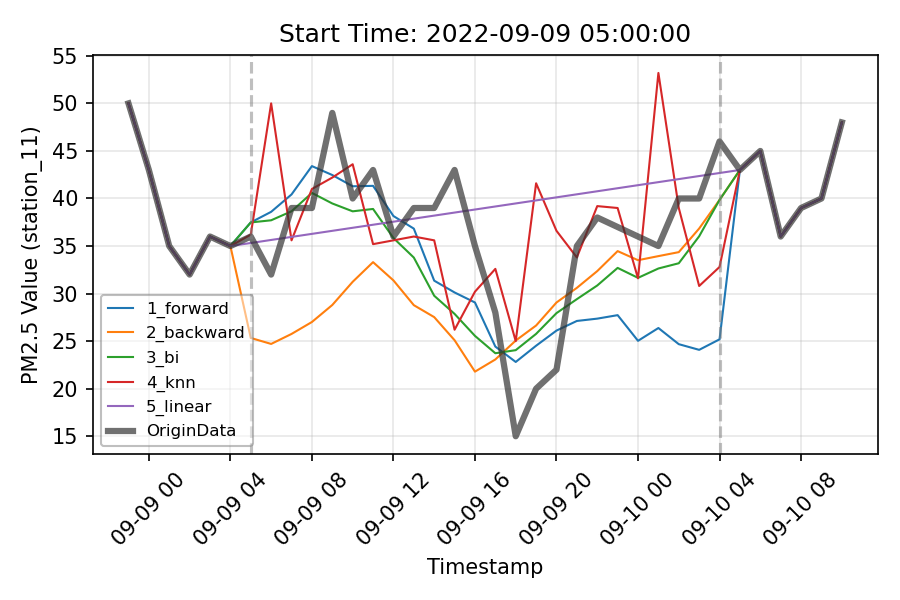 Start Time: 2022-09-09 05:00:00
PM2.5 Value (station_11)
55
50
45
40
35
30
25
20
15
1_forward
2_backward
3_bi
4_knn
5_linear
OriginData
09-09 00
09-09 04
09-09 08
09-09 12
09-09 16
09-09 20
09-10 00
09-10 04
09-10 08
Timestamp